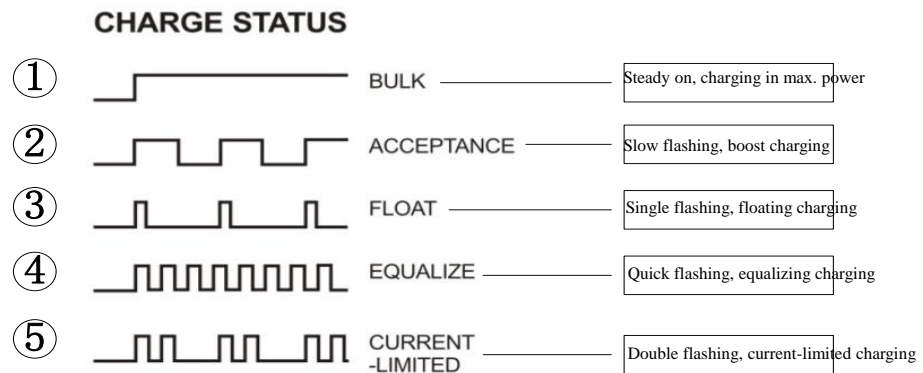 CHARGE STATUS
① BULK Steady on, charging in max. power
② ACCEPTANCE Slow flashing, boost charging
③ FLOAT Single flashing, floating charging
④ EQUALIZE Quick flashing, equalizing charging
⑤ CURRENT
-LIMITED Double flashing, current-limited charging